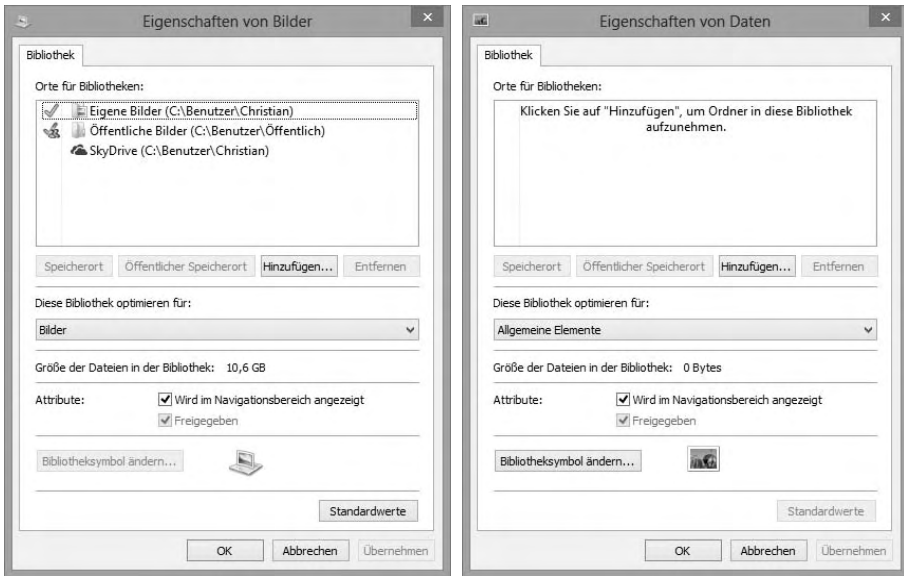 Eigenschaften von Bilder
Bibliothek
Orte für Bibliotheken:
Eigene Bilder (C:\Benutzer\Christian)
Öffentliche Bilder (C:\Benutzer\Öffentlich)
SkyDrive (C:\Benutzer\Christian)
Speicherort Öffentlicher Speicherort Hinzufügen... Entfernen
Diese Bibliothek optimieren für:
Bilder
Größe der Dateien in der Bibliothek: 10,6 GB
Attribute: Wird im Navigationsbereich angezeigt
Freigegeben
Bibliotheksymbol ändern...
Standardwerte
OK Abbrechen Übernehmen
Eigenschaften von Daten
Bibliothek
Orte für Bibliotheken:
Klicken Sie auf "Hinzufügen", um Ordner in diese Bibliothek
aufzunehmen.
Speicherort Öffentlicher Speicherort Hinzufügen... Entfernen
Diese Bibliothek optimieren für:
Allgemeine Elemente
Größe der Dateien in der Bibliothek: 0 Bytes
Attribute: Wird im Navigationsbereich angezeigt
Freigegeben
Bibliotheksymbol ändern...
Standardwerte
OK Abbrechen Übernehmen